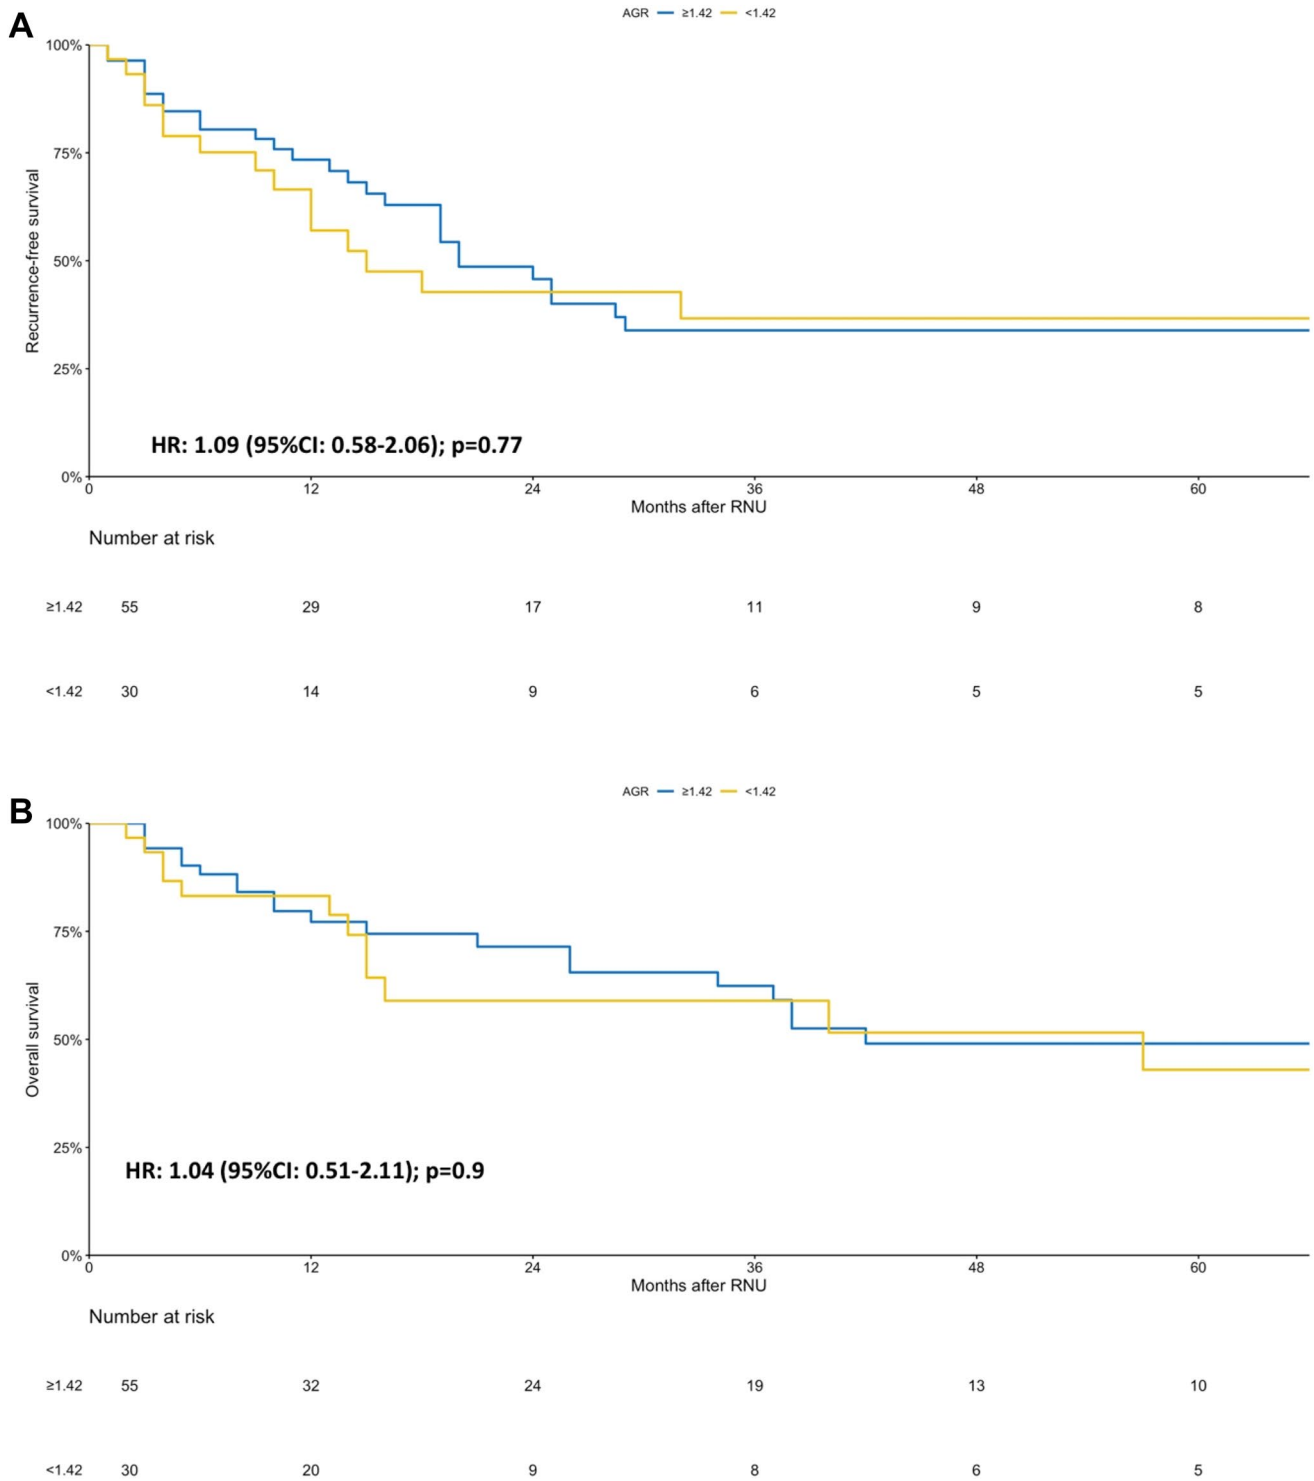 A
AGR ≥1.42 <1.42
100%
75%
50%
25%
0%
Recurrence-free survival
HR: 1.09 (95%CI: 0.58-2.06); p=0.77
0 12 24 36 48 60
Months after RNU
Number at risk
≥1.42 55 29 17 11 9 8
<1.42 30 14 9 6 5 5
B
AGR ≥1.42 <1.42
100%
75%
50%
25%
0%
Overall survival
HR: 1.04 (95%CI: 0.51-2.11); p=0.9
0 12 24 36 48 60
Months after RNU
Number at risk
≥1.42 55 32 24 19 13 10
<1.42 30 20 9 8 6 5